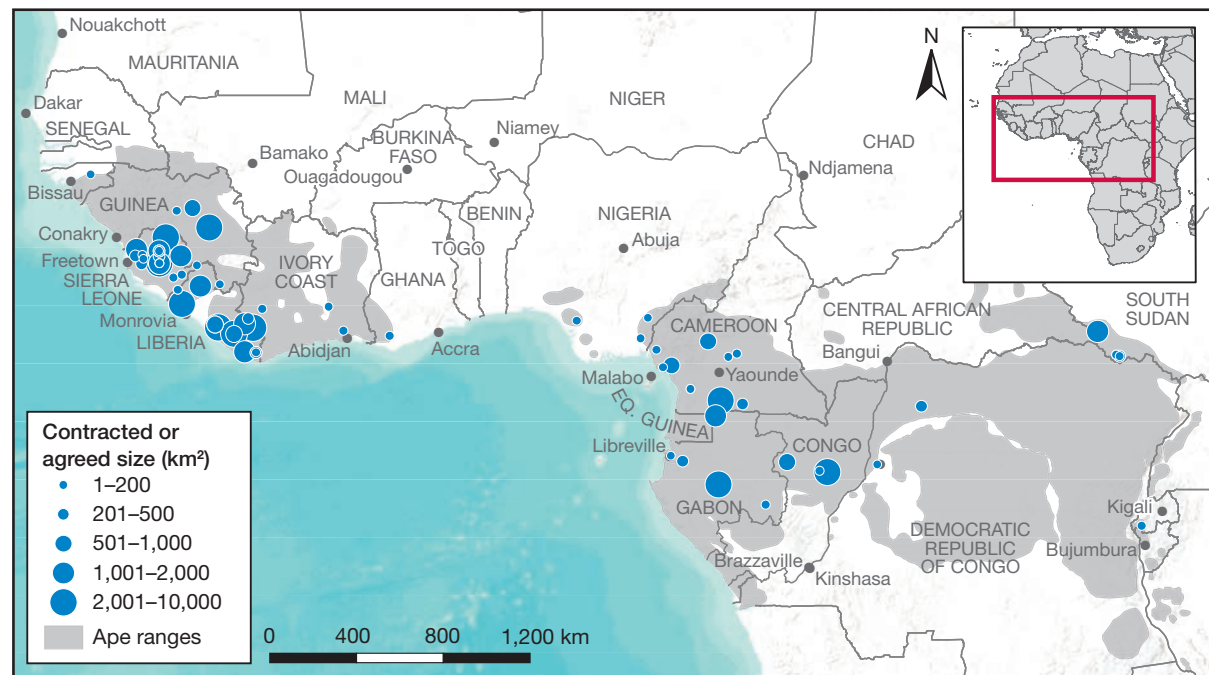 Nouakchott
MAURITANIA
MALI
NIGER
CHAD
N
Dakar
SENEGAL
BURKINA
FASO
Niamey
Bamako
Ouagadougou
Ndjamena
Bissau
GUINEA
BENIN
NIGERIA
Abuja
Conakry
Freetown
SIERRA
LEONE
IVORY
COAST
GHANA
TOGO
Monrovia
LIBERIA
Abidjan
Accra
CAMEROON
CENTRAL AFRICAN
REPUBLIC
SOUTH
SUDAN
Bangui
Malabo
Yaounde
EQ. GUINEA
Libreville
CONGO
GABON
Kigali
DEMOCRATIC
REPUBLIC
OF CONGO
Bujumbura
Brazzaville
Kinshasa
Contracted or
agreed size (km²)
1–200
201–500
501–1,000
1,001–2,000
2,001–10,000
Ape ranges
0 400 800 1,200 km